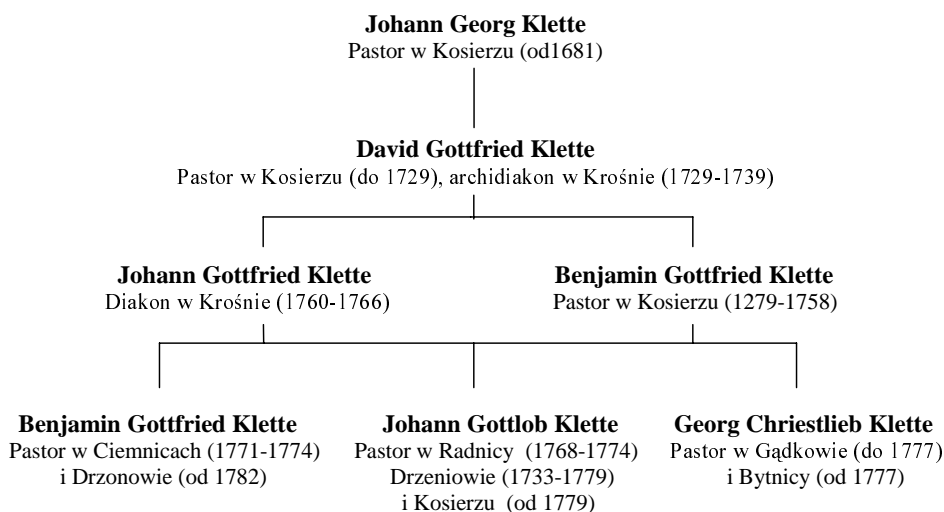 Johann Georg Klette
Pastor w Kosierzu (od1681)
David Gottfried Klette
Pastor w Kosierzu (do 1729), archidiakon w Krośnie (1729-1739)
Johann Gottfried Klette
Diakon w Krośnie (1760-1766)
Benjamin Gottfried Klette
Pastor w Kosierzu (1279-1758)
Benjamin Gottfried Klette
Pastor w Ciemnicach (1771-1774)
i Drzonowie (od 1782)
Johann Gottlob Klette
Pastor w Radnicy (1768-1774)
Drzeniowie (1733-1779)
i Kosierzu (od 1779)
Georg Chriestlieb Klette
Pastor w Gądkowie (do 1777)
i Bytnicy (od 1777)